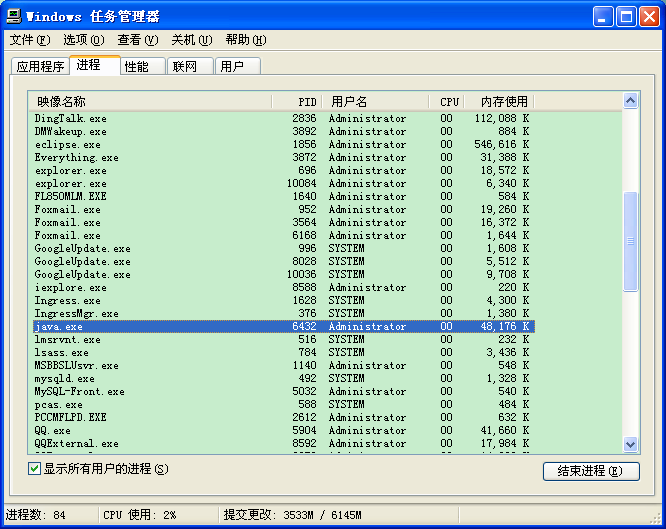 Windows 任务管理器
文件(F) 选项(O) 查看(V) 关机(U) 帮助(H)
应用程序 进程 性能 联网 用户
映像名称 PID 用户名 CPU 内存使用
DingTalk.exe 2836 Administrator 00 112,088 K
DMWakeup.exe 3892 Administrator 00 884 K
eclipse.exe 1856 Administrator 00 546,616 K
Everything.exe 3872 Administrator 00 31,388 K
explorer.exe 696 Administrator 00 18,572 K
explorer.exe 10084 Administrator 00 6,340 K
FL850MLM.EXE 1640 Administrator 00 584 K
Foxmail.exe 952 Administrator 00 19,260 K
Foxmail.exe 3564 Administrator 00 16,372 K
Foxmail.exe 6168 Administrator 00 1,644 K
GoogleUpdate.exe 996 SYSTEM 00 1,608 K
GoogleUpdate.exe 8028 SYSTEM 00 5,512 K
GoogleUpdate.exe 10036 SYSTEM 00 9,708 K
iexplore.exe 8588 Administrator 00 220 K
Ingress.exe 1628 SYSTEM 00 4,300 K
IngressMgr.exe 376 SYSTEM 00 1,380 K
java.exe 6432 Administrator 00 48,176 K
lmsrvnt.exe 516 SYSTEM 00 232 K
lsass.exe 784 SYSTEM 00 3,436 K
MSBBSLUsvr.exe 1140 Administrator 00 548 K
mysqld.exe 492 SYSTEM 00 1,328 K
MySQL-Front.exe 5032 Administrator 00 540 K
pcas.exe 588 SYSTEM 00 484 K
PCCMFLPD.EXE 2612 Administrator 00 632 K
QQ.exe 5904 Administrator 00 41,660 K
QQExternal.exe 8592 Administrator 00 17,984 K
显示所有用户的进程(S) 结束进程(E)
进程数: 84 CPU 使用: 2% 提交更改: 3533M / 6145M